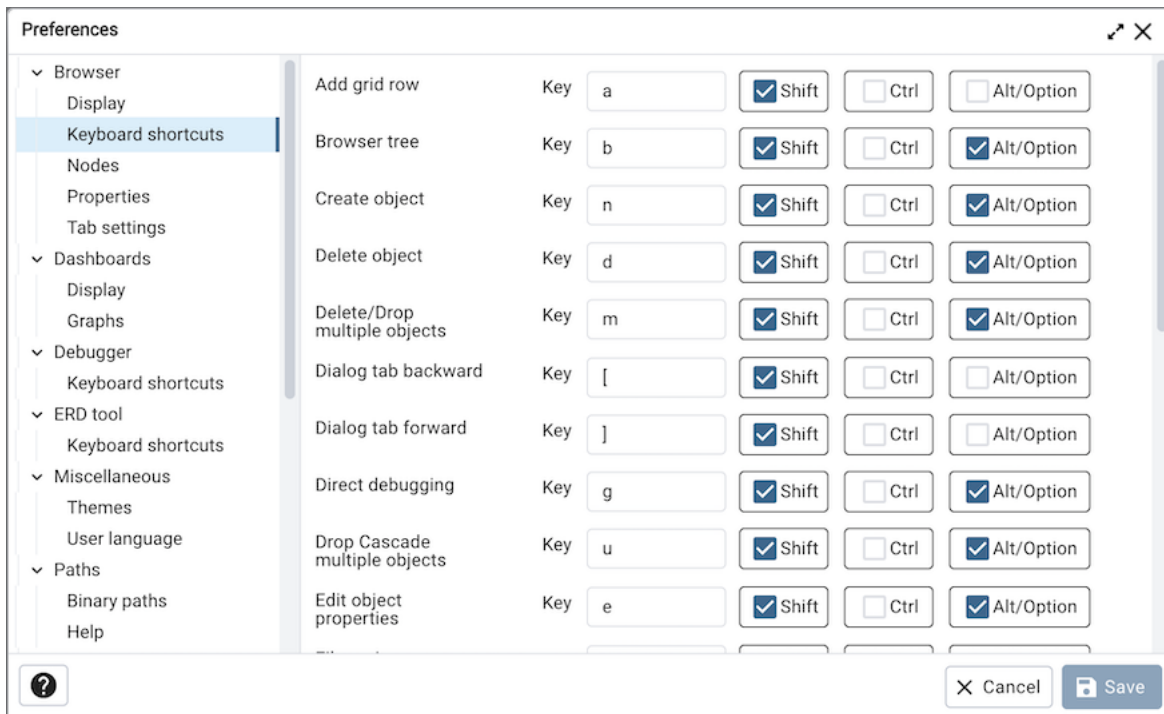 Preferences
Browser
Display
Keyboard shortcuts
Nodes
Properties
Tab settings
Dashboards
Display
Graphs
Debugger
Keyboard shortcuts
ERD tool
Keyboard shortcuts
Miscellaneous
Themes
User language
Paths
Binary paths
Help
Add grid row Key a Shift Ctrl Alt/Option
Browser tree Key b Shift Ctrl Alt/Option
Create object Key n Shift Ctrl Alt/Option
Delete object Key d Shift Ctrl Alt/Option
Delete/Drop
multiple objects Key m Shift Ctrl Alt/Option
Dialog tab backward Key [ Shift Ctrl Alt/Option
Dialog tab forward Key ] Shift Ctrl Alt/Option
Direct debugging Key g Shift Ctrl Alt/Option
Drop Cascade
multiple objects Key u Shift Ctrl Alt/Option
Edit object
properties Key e Shift Ctrl Alt/Option
? Cancel Save